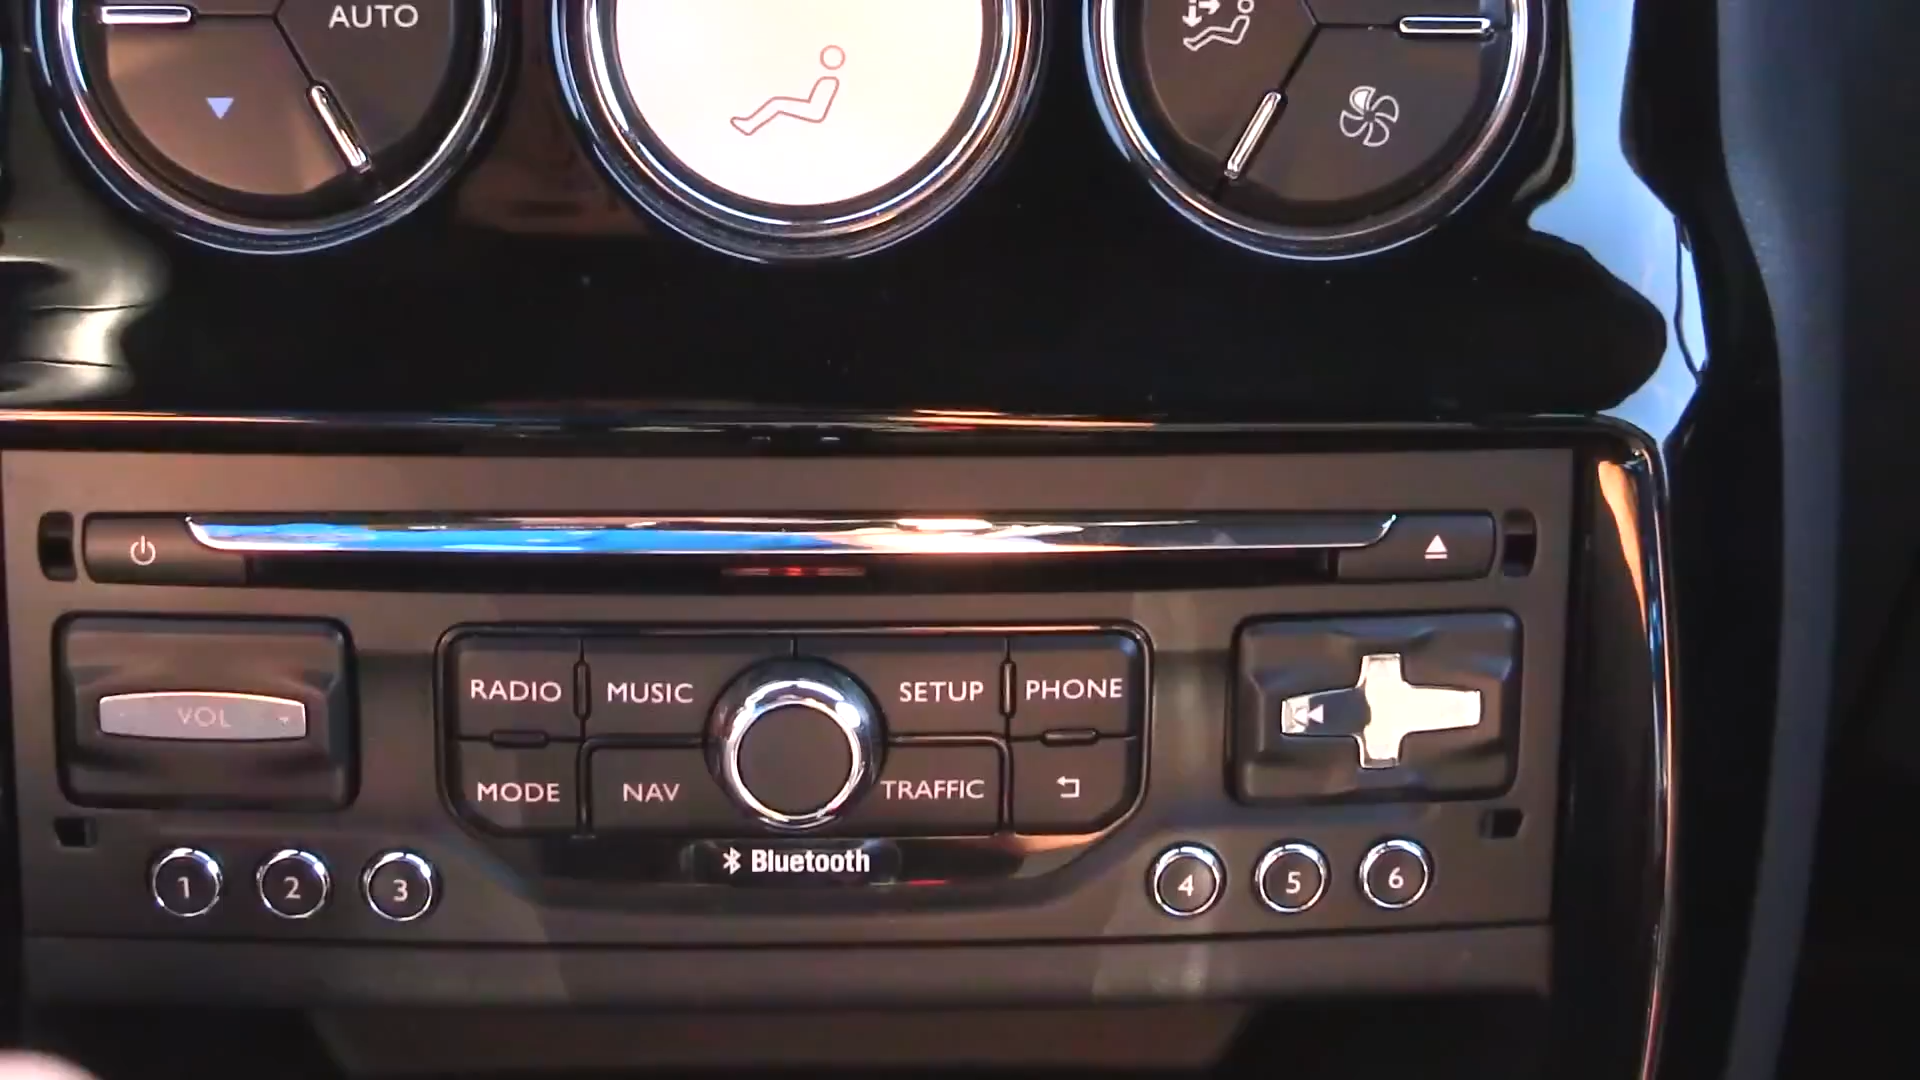 AUTO
RADIO MUSIC SETUP PHONE
VOL
MODE NAV TRAFFIC
Bluetooth
1 2 3 4 5 6